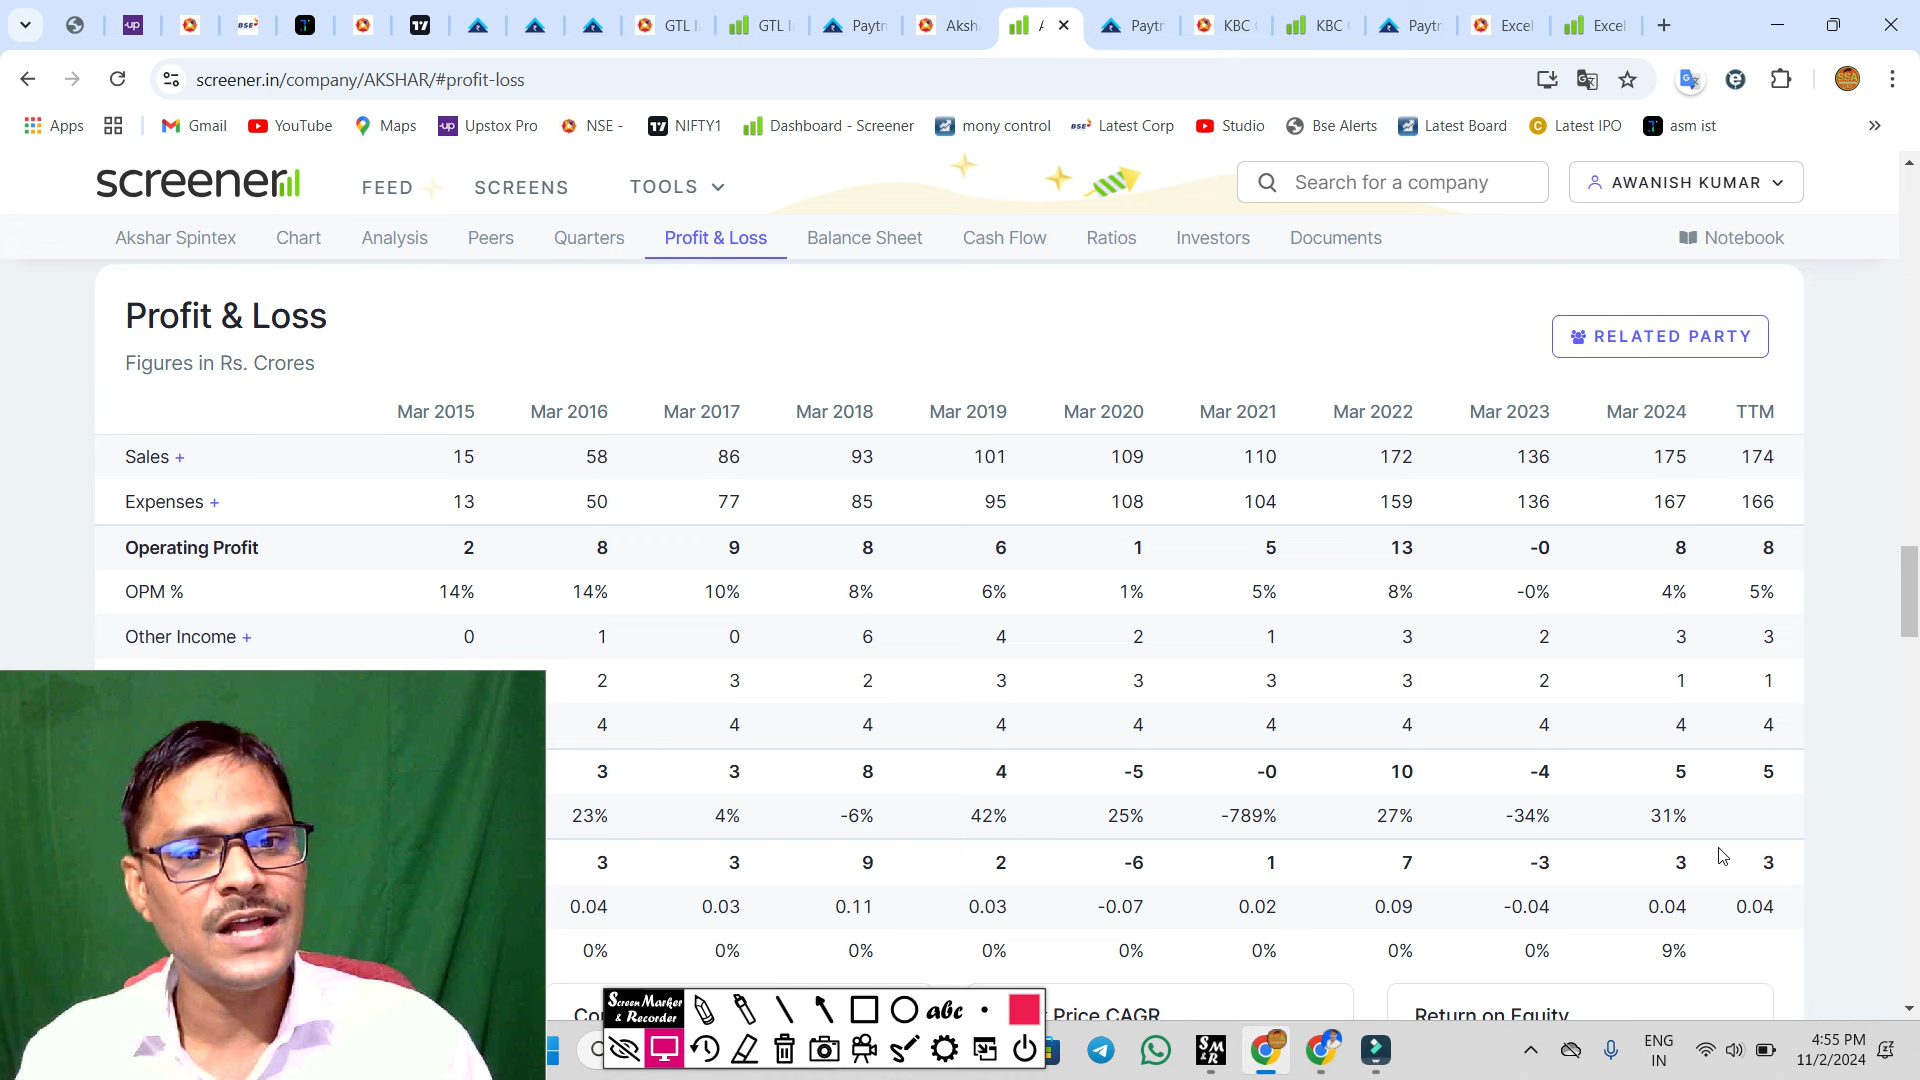 up
BSE
GTL I
GTL I
Paytr
Aksh
A
Paytr
KBC
KBC
Paytr
Excel
Excel
screener.in/company/AKSHAR/#profit-loss
Apps
Gmail
YouTube
Maps
Upstox Pro
NSE -
NIFTY1
Dashboard - Screener
mony control
Latest Corp
Studio
Bse Alerts
Latest Board
Latest IPO
asm ist
screener
FEED
SCREENS
TOOLS
Search for a company
AWANISH KUMAR
Akshar Spintex
Chart
Analysis
Peers
Quarters
Profit & Loss
Balance Sheet
Cash Flow
Ratios
Investors
Documents
Notebook
Profit & Loss
Figures in Rs. Crores
RELATED PARTY
Mar 2015 Mar 2016 Mar 2017 Mar 2018 Mar 2019 Mar 2020 Mar 2021 Mar 2022 Mar 2023 Mar 2024 TTM
Sales + 15 58 86 93 101 109 110 172 136 175 174
Expenses + 13 50 77 85 95 108 104 159 136 167 166
Operating Profit 2 8 9 8 6 1 5 13 -0 8 8
OPM % 14% 14% 10% 8% 6% 1% 5% 8% -0% 4% 5%
Other Income + 0 1 0 6 4 2 1 3 2 3 3
2 3 2 3 3 3 3 2 1 1
4 4 4 4 4 4 4 4 4 4
3 3 8 4 -5 -0 10 -4 5 5
23% 4% -6% 42% 25% -789% 27% -34% 31%
3 3 9 2 -6 1 7 -3 3 3
0.04 0.03 0.11 0.03 -0.07 0.02 0.09 -0.04 0.04 0.04
0% 0% 0% 0% 0% 0% 0% 0% 9%
Price CAGR
Return on Equity
Screen Marker
& Recorder
abc
SM
&R
ENG
IN
4:55 PM
11/2/2024